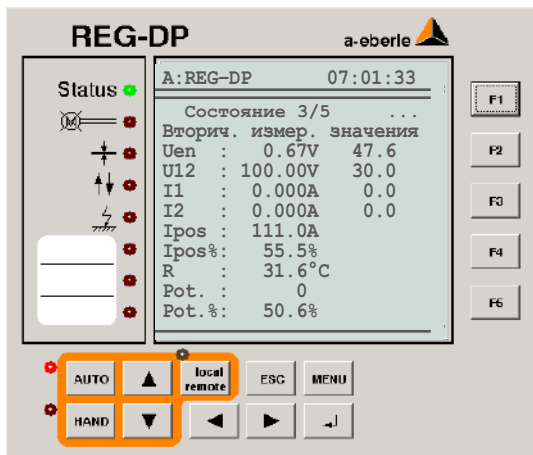 REG-DP
a-eberle
Status
A:REG-DP 07:01:33
Состояние 3/5 ...
Вторич. измер. значения
Uen : 0.67V 47.6
U12 : 100.00V 30.0
I1 : 0.000A 0.0
I2 : 0.000A 0.0
Ipos : 111.0A
Ipos%: 55.5%
R : 31.6°C
Pot. : 0
Pot.%: 50.6%
M
F1
F2
F3
F4
F5
AUTO
local
remote
ESC
MENU
HAND